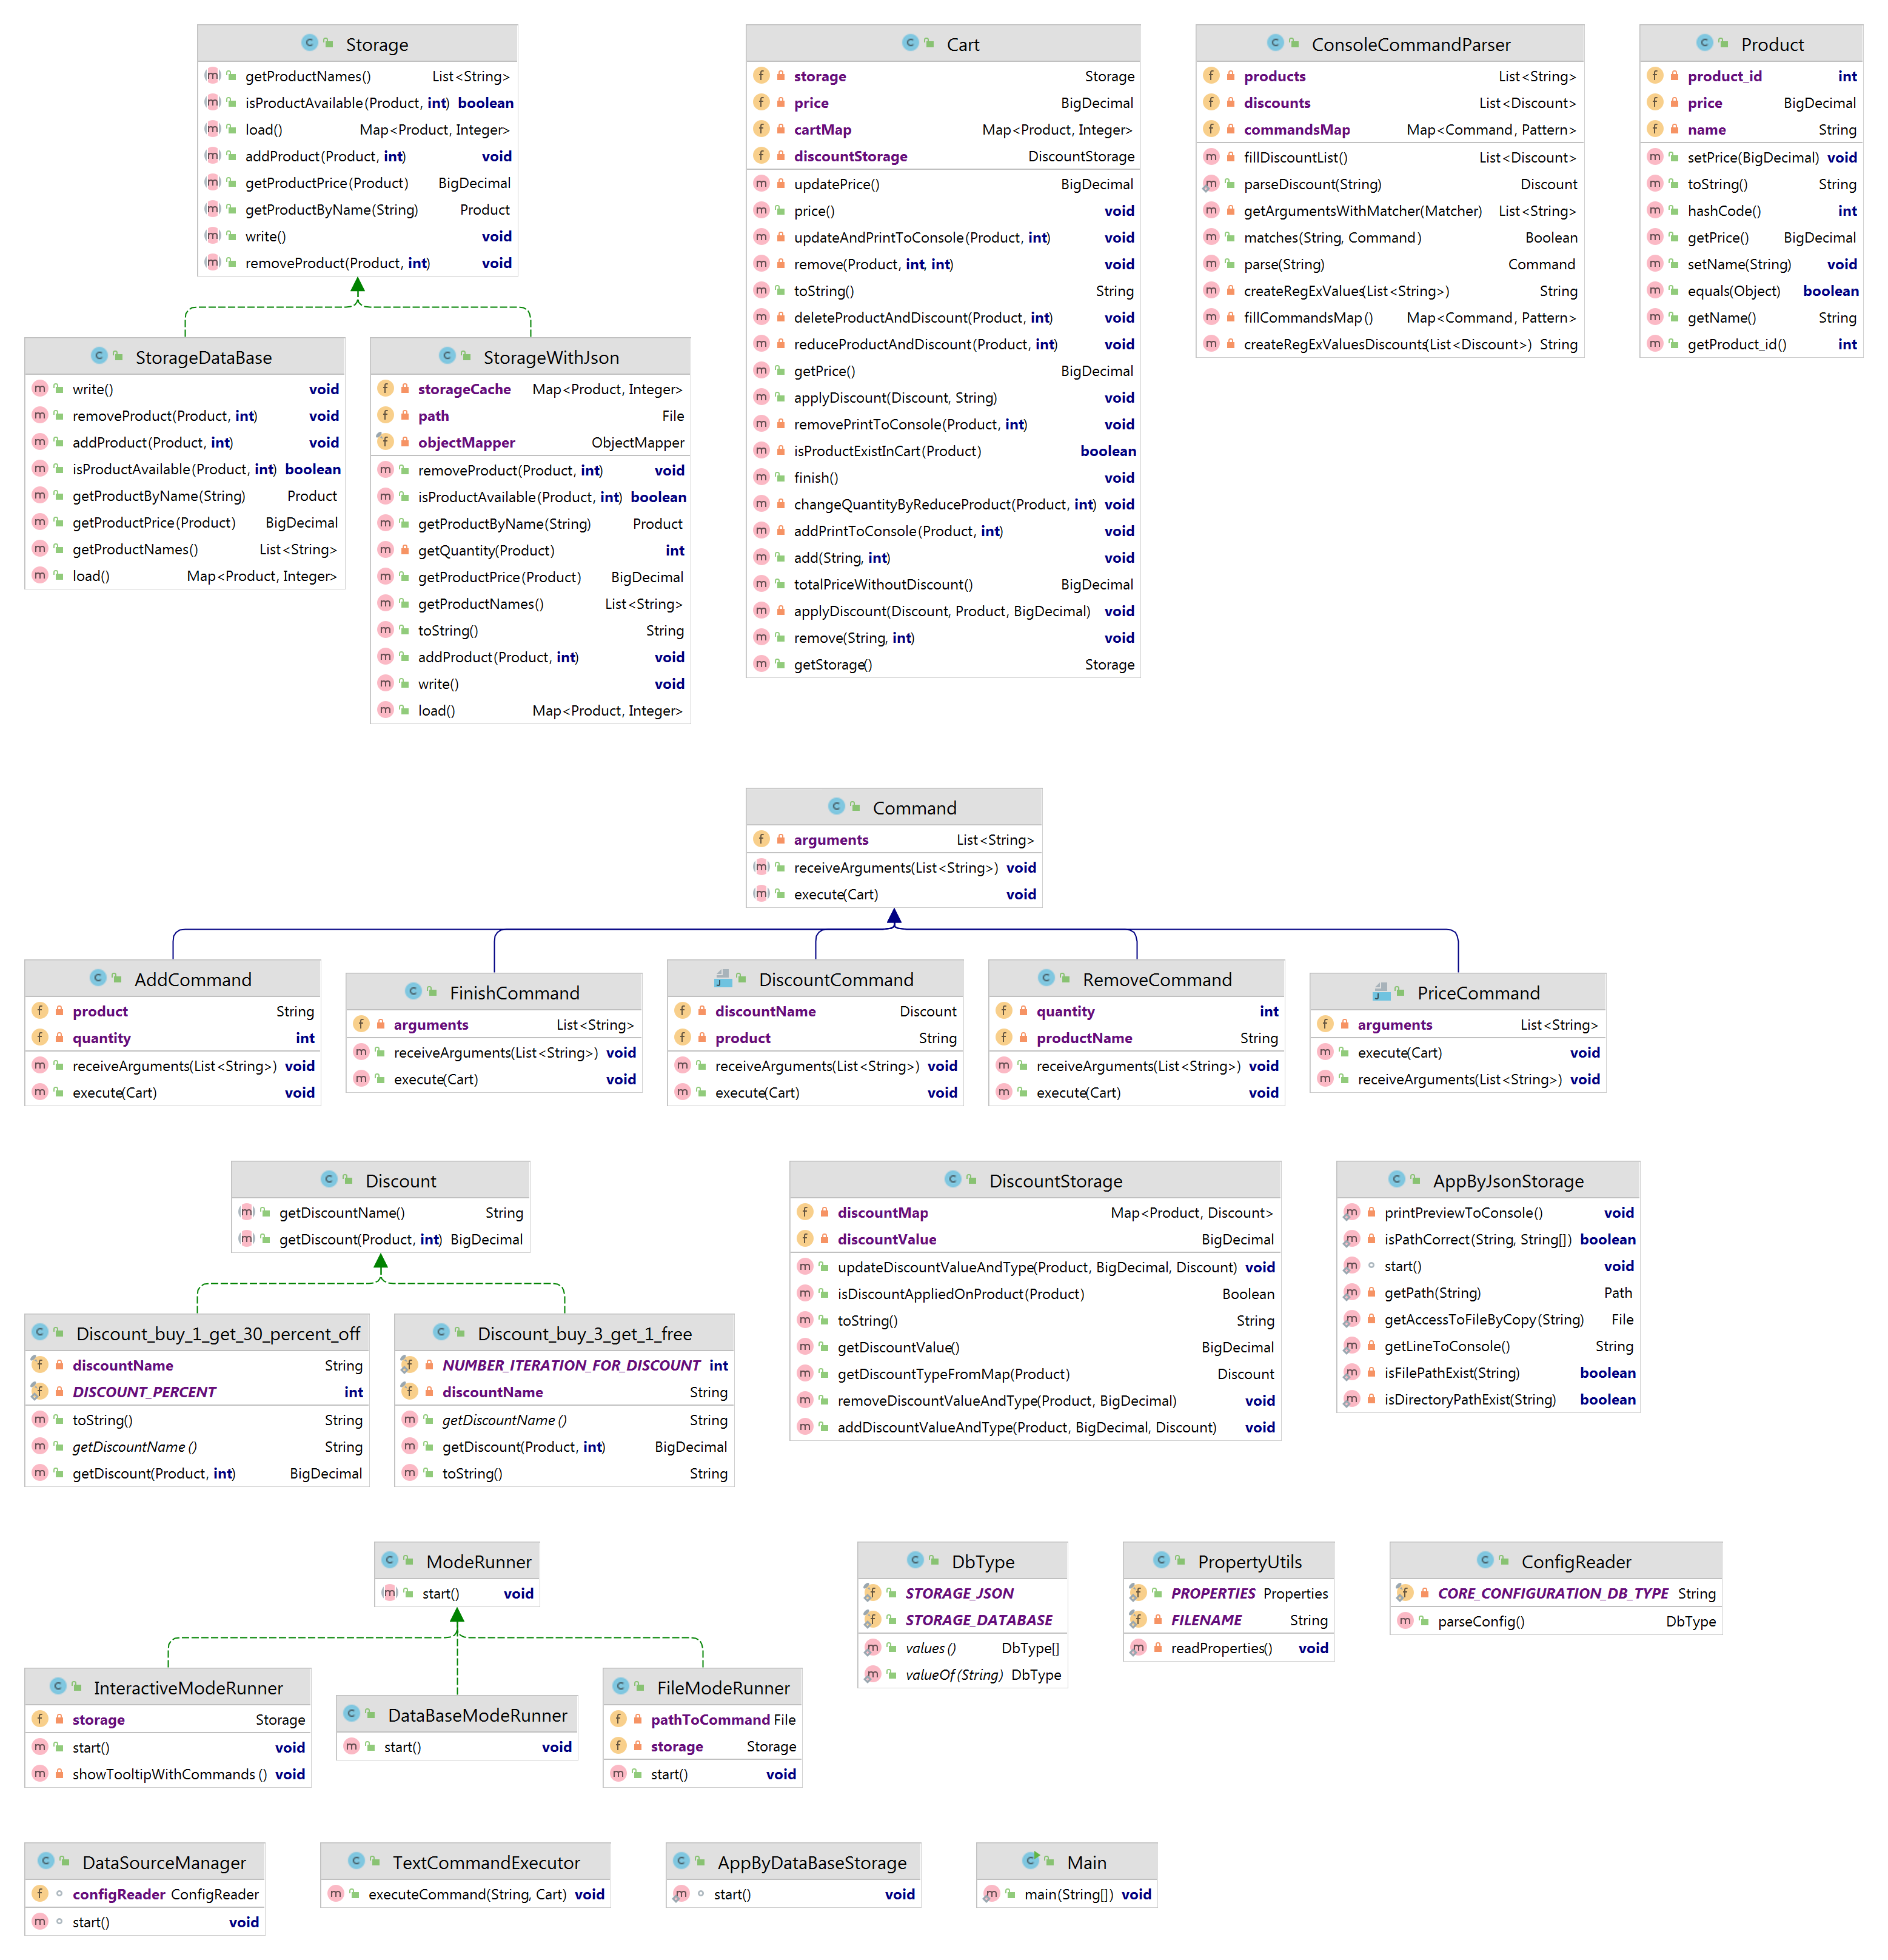 Storage
getProductNames() List<String>
isProductAvailable(Product, int) boolean
load() Map<Product, Integer>
addProduct(Product, int) void
getProductPrice(Product) BigDecimal
getProductByName(String) Product
write() void
removeProduct(Product, int) void
Cart
storage Storage
price BigDecimal
cartMap Map<Product, Integer>
discountStorage DiscountStorage
updatePrice() BigDecimal
price() void
updateAndPrintToConsole(Product, int) void
remove(Product, int, int) void
toString() String
deleteProductAndDiscount(Product, int) void
reduceProductAndDiscount(Product, int) void
getPrice() BigDecimal
applyDiscount(Discount, String) void
removePrintToConsole(Product, int) void
isProductExistInCart(Product) boolean
finish() void
changeQuantityByReduceProduct(Product, int) void
addPrintToConsole(Product, int) void
add(String, int) void
totalPriceWithoutDiscount() BigDecimal
applyDiscount(Discount, Product, BigDecimal) void
remove(String, int) void
getStorage() Storage
ConsoleCommandParser
products List<String>
discounts List<Discount>
commandsMap Map<Command, Pattern>
fillDiscountList() List<Discount>
parseDiscount(String) Discount
getArgumentsWithMatcher(Matcher) List<String>
matches(String, Command) Boolean
parse(String) Command
createRegExValues(List<String>) String
fillCommandsMap() Map<Command, Pattern>
createRegExValuesDiscounts(List<Discount>) String
Product
product_id int
price BigDecimal
name String
setPrice(BigDecimal) void
toString() String
hashCode() int
getPrice() BigDecimal
setName(String) void
equals(Object) boolean
getName() String
getProduct_id() int
StorageDataBase
write() void
removeProduct(Product, int) void
addProduct(Product, int) void
isProductAvailable(Product, int) boolean
getProductByName(String) Product
getProductPrice(Product) BigDecimal
getProductNames() List<String>
load() Map<Product, Integer>
StorageWithJson
storageCache Map<Product, Integer>
path File
objectMapper ObjectMapper
removeProduct(Product, int) void
isProductAvailable(Product, int) boolean
getProductByName(String) Product
getQuantity(Product) int
getProductPrice(Product) BigDecimal
getProductNames() List<String>
toString() String
addProduct(Product, int) void
write() void
load() Map<Product, Integer>
Command
arguments List<String>
receiveArguments(List<String>) void
execute(Cart) void
AddCommand
product String
quantity int
receiveArguments(List<String>) void
execute(Cart) void
FinishCommand
arguments List<String>
receiveArguments(List<String>) void
execute(Cart) void
DiscountCommand
discountName Discount
product String
receiveArguments(List<String>) void
execute(Cart) void
RemoveCommand
quantity int
productName String
receiveArguments(List<String>) void
execute(Cart) void
PriceCommand
arguments List<String>
execute(Cart) void
receiveArguments(List<String>) void
Discount
getDiscountName() String
getDiscount(Product, int) BigDecimal
DiscountStorage
discountMap Map<Product, Discount>
discountValue BigDecimal
updateDiscountValueAndType(Product, BigDecimal, Discount) void
isDiscountAppliedOnProduct(Product) Boolean
toString() String
getDiscountValue() BigDecimal
getDiscountTypeFromMap(Product) Discount
removeDiscountValueAndType(Product, BigDecimal) void
addDiscountValueAndType(Product, BigDecimal, Discount) void
AppByJsonStorage
printPreviewToConsole() void
isPathCorrect(String, String[]) boolean
start() void
getPath(String) Path
getAccessToFileByCopy(String) File
getLineToConsole() String
isFilePathExist(String) boolean
isDirectoryPathExist(String) boolean
Discount_buy_1_get_30_percent_off
discountName String
DISCOUNT_PERCENT int
toString() String
getDiscountName() String
getDiscount(Product, int) BigDecimal
Discount_buy_3_get_1_free
NUMBER_ITERATION_FOR_DISCOUNT int
discountName String
getDiscountName() String
getDiscount(Product, int) BigDecimal
toString() String
ModeRunner
start() void
DbType
STORAGE_JSON
STORAGE_DATABASE
values() DbType[]
valueOf(String) DbType
PropertyUtils
PROPERTIES Properties
FILENAME String
readProperties() void
ConfigReader
CORE_CONFIGURATION_DB_TYPE String
parseConfig() DbType
InteractiveModeRunner
storage Storage
start() void
showTooltipWithCommands() void
DataBaseModeRunner
start() void
FileModeRunner
pathToCommand File
storage Storage
start() void
DataSourceManager
configReader ConfigReader
start() void
TextCommandExecutor
executeCommand(String, Cart) void
AppByDataBaseStorage
start() void
Main
main(String[]) void